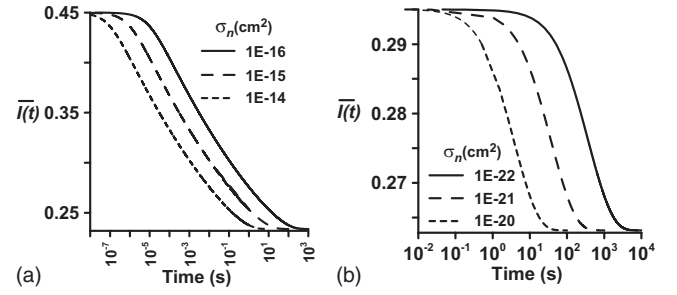 0.45
0.35
0.25
I(t)
σn(cm²)
1E-16
1E-15
1E-14
10⁻⁷ 10⁻⁵ 10⁻³ 10⁻¹ 10¹ 10³
Time (s)
(a)
0.29
0.28
0.27
I(t)
σn(cm²)
1E-22
1E-21
1E-20
10⁻² 10⁻¹ 10⁰ 10¹ 10² 10³ 10⁴
Time (s)
(b)